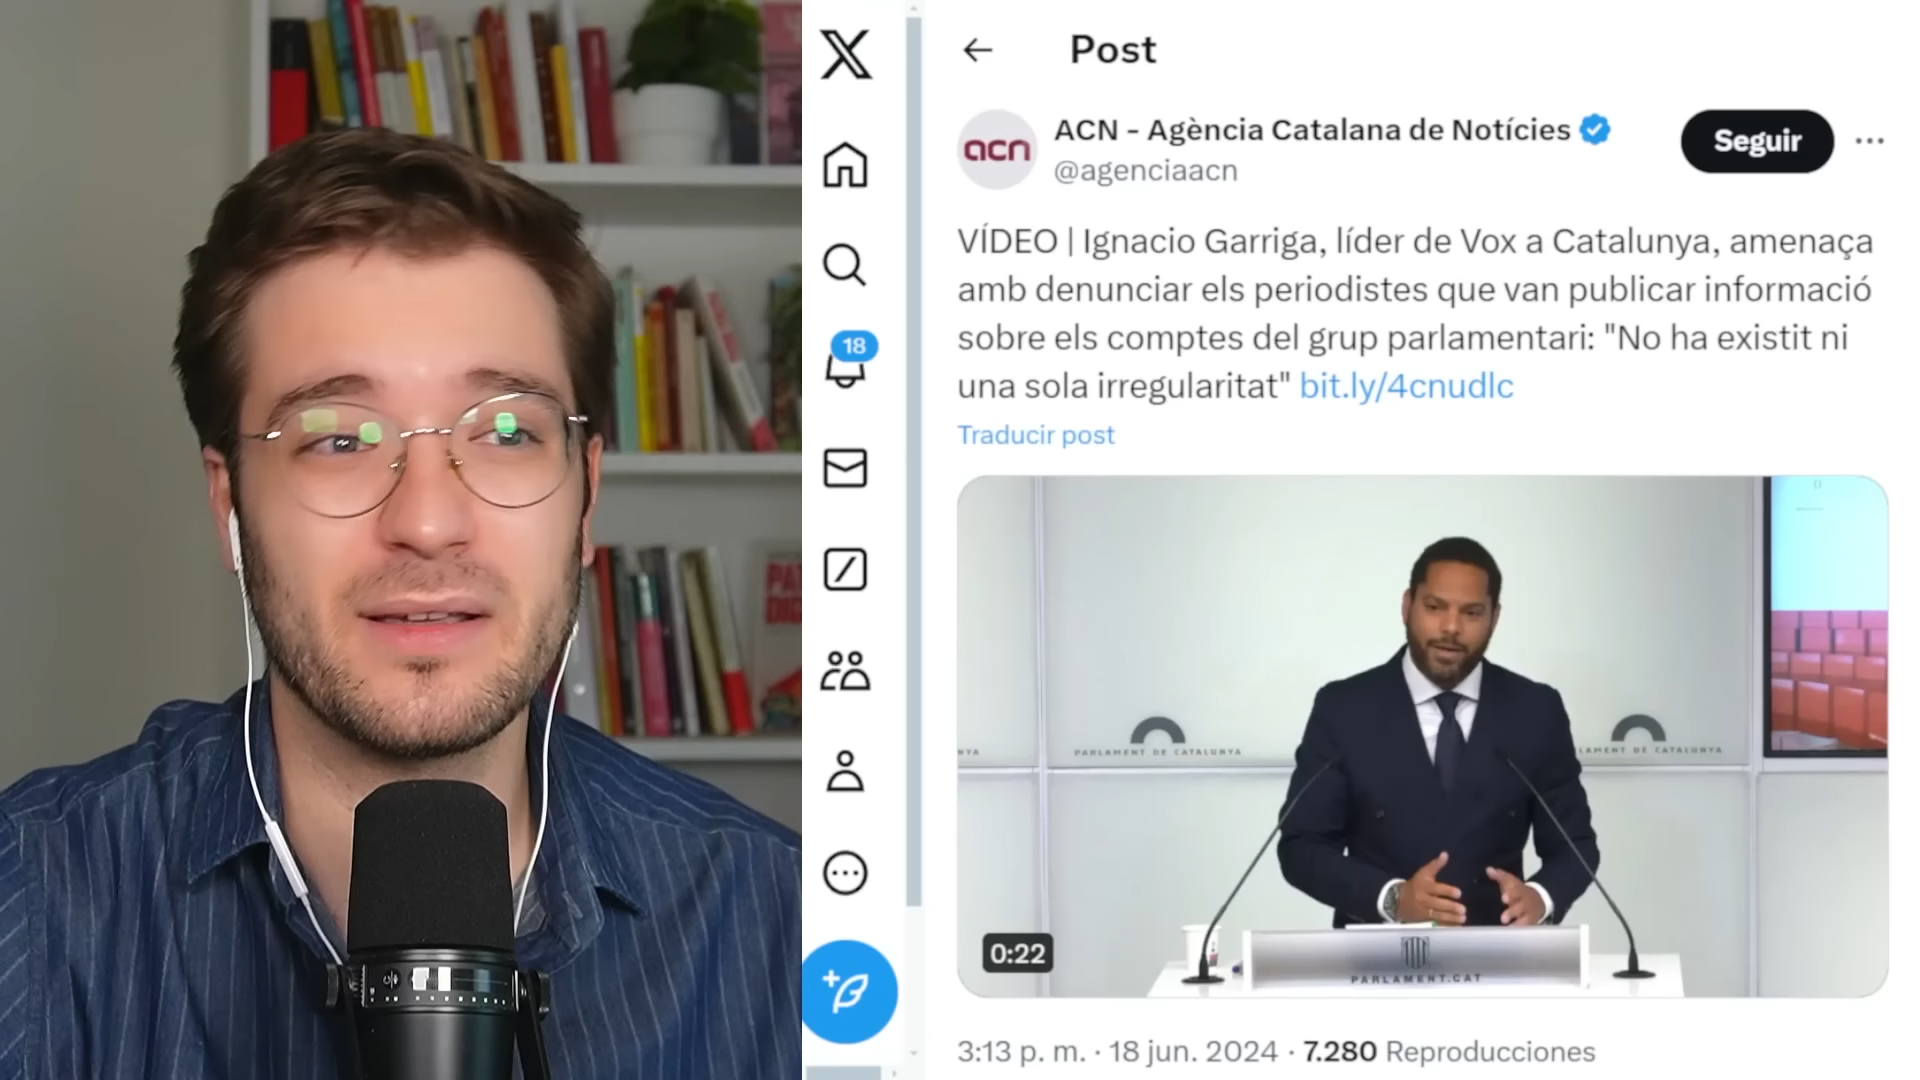 Post
acn
ACN - Agència Catalana de Notícies
@agenciaacn
Seguir
VÍDEO | Ignacio Garriga, líder de Vox a Catalunya, amenaça
amb denunciar els periodistes que van publicar informació
sobre els comptes del grup parlamentari: "No ha existit ni
una sola irregularitat" bit.ly/4cnudlc
Traducir post
18
PARLAMENT DE CATALUNYA
LAMENT DE CATALUNYA
NYA
PARLAMENT.CAT
0:22
3:13 p. m. · 18 jun. 2024 · 7.280 Reproducciones